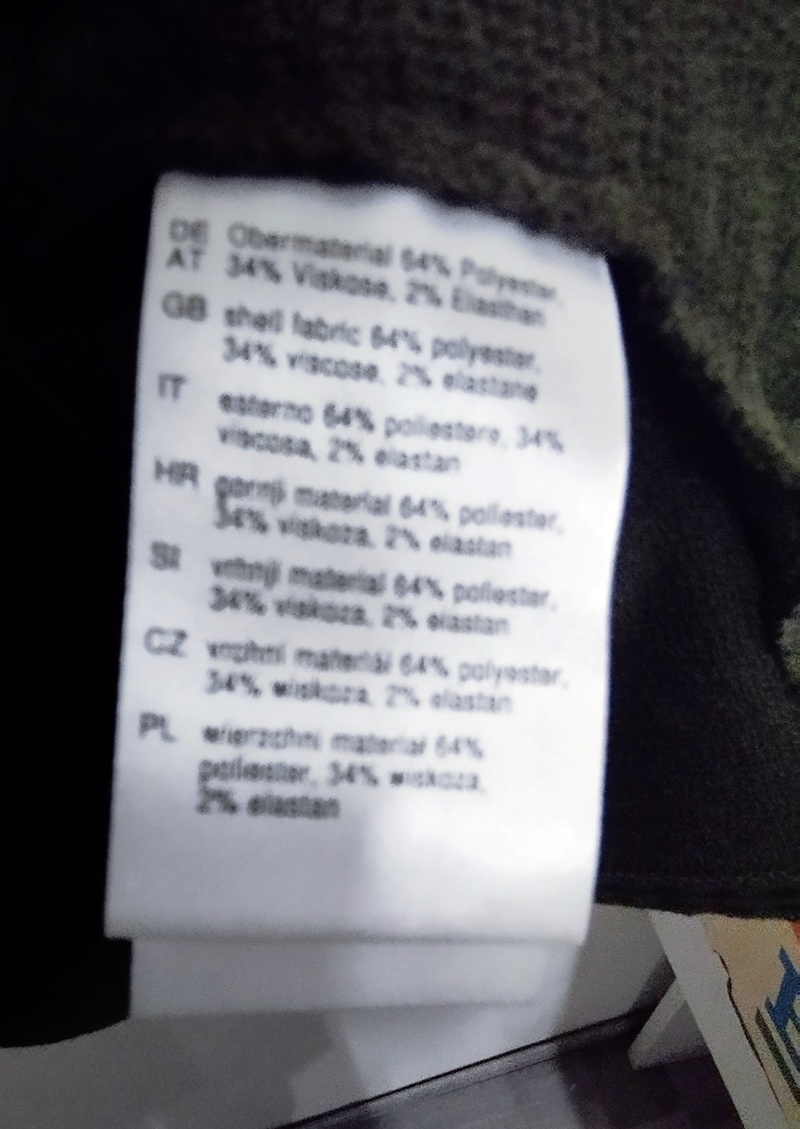 DE Obermaterial 64% Polyester,
AT 34% Viskose, 2% Elasthan
GB shell fabric 64% polyester,
34% viscose, 2% elastane
IT esterno 64% poliestere, 34%
viscosa, 2% elastan
HR gornji material 64% poliester,
34% viskoza, 2% elastan
SI vrhnji material 64% poliester,
34% viskoza, 2% elastan
CZ vrchní materiál 64% polyester,
34% wiskoza, 2% elastan
PL wierzchni materiał 64%
poliester, 34% wiskoza,
2% elastan